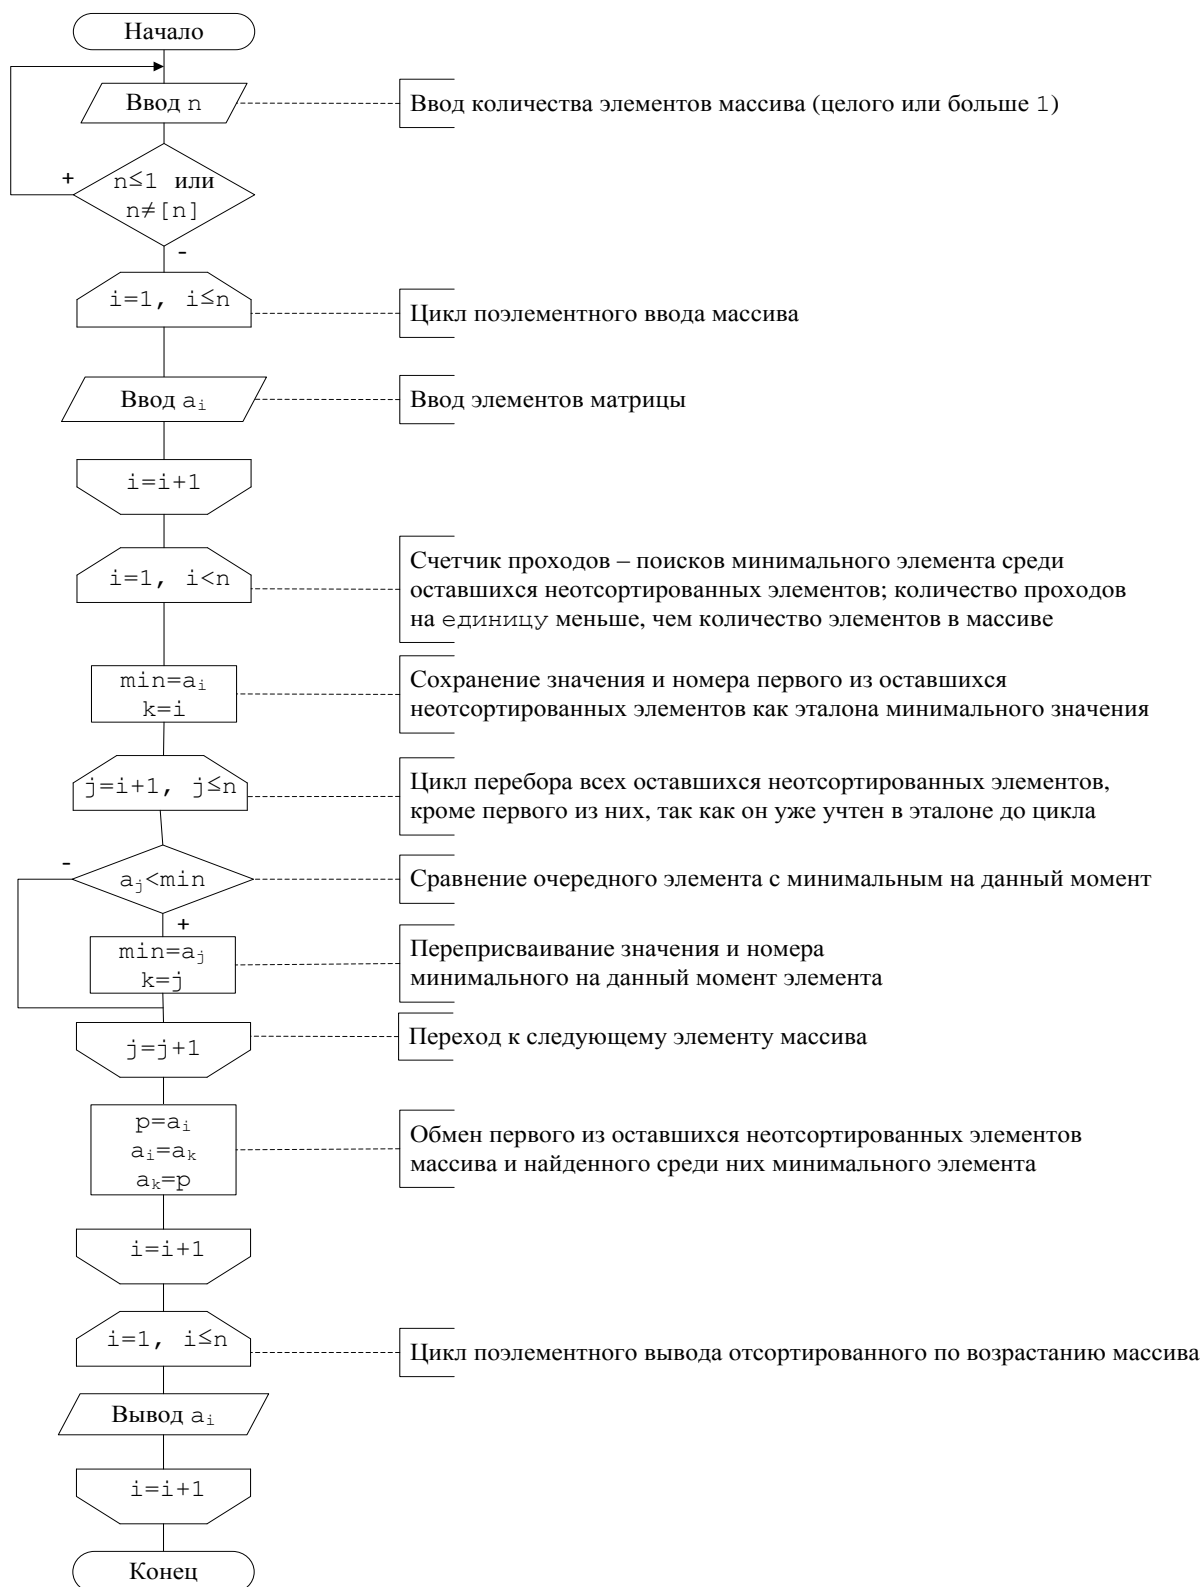 Начало
Ввод n
Ввод количества элементов массива (целого или больше 1)
+
n≤1 или
n≠[n]
-
i=1, i≤n
Цикл поэлементного ввода массива
Ввод aᵢ
Ввод элементов матрицы
i=i+1
i=1, i<n
Счетчик проходов – поисков минимального элемента среди
оставшихся неотсортированных элементов; количество проходов
на единицу меньше, чем количество элементов в массиве
min=aᵢ
k=i
Сохранение значения и номера первого из оставшихся
неотсортированных элементов как эталона минимального значения
j=i+1, j≤n
Цикл перебора всех оставшихся неотсортированных элементов,
кроме первого из них, так как он уже учтен в эталоне до цикла
-
aⱼ<min
Сравнение очередного элемента с минимальным на данный момент
+
min=aⱼ
k=j
Переприсваивание значения и номера
минимального на данный момент элемента
j=j+1
Переход к следующему элементу массива
p=aᵢ
aᵢ=aₖ
aₖ=p
Обмен первого из оставшихся неотсортированных элементов
массива и найденного среди них минимального элемента
i=i+1
i=1, i≤n
Цикл поэлементного вывода отсортированного по возрастанию массива
Вывод aᵢ
i=i+1
Конец